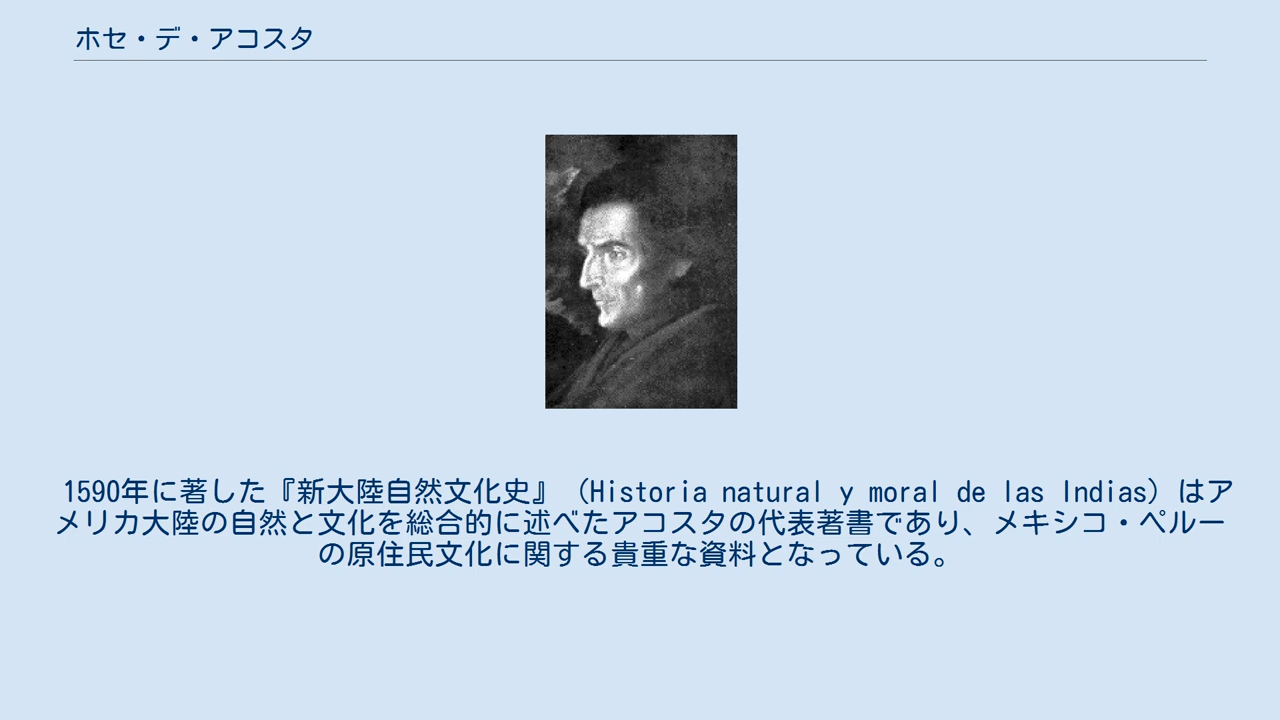 ホセ・デ・アコスタ
1590年に著した『新大陸自然文化史』（Historia natural y moral de las Indias）はア
メリカ大陸の自然と文化を総合的に述べたアコスタの代表著書であり、メキシコ・ペルー
の原住民文化に関する貴重な資料となっている。